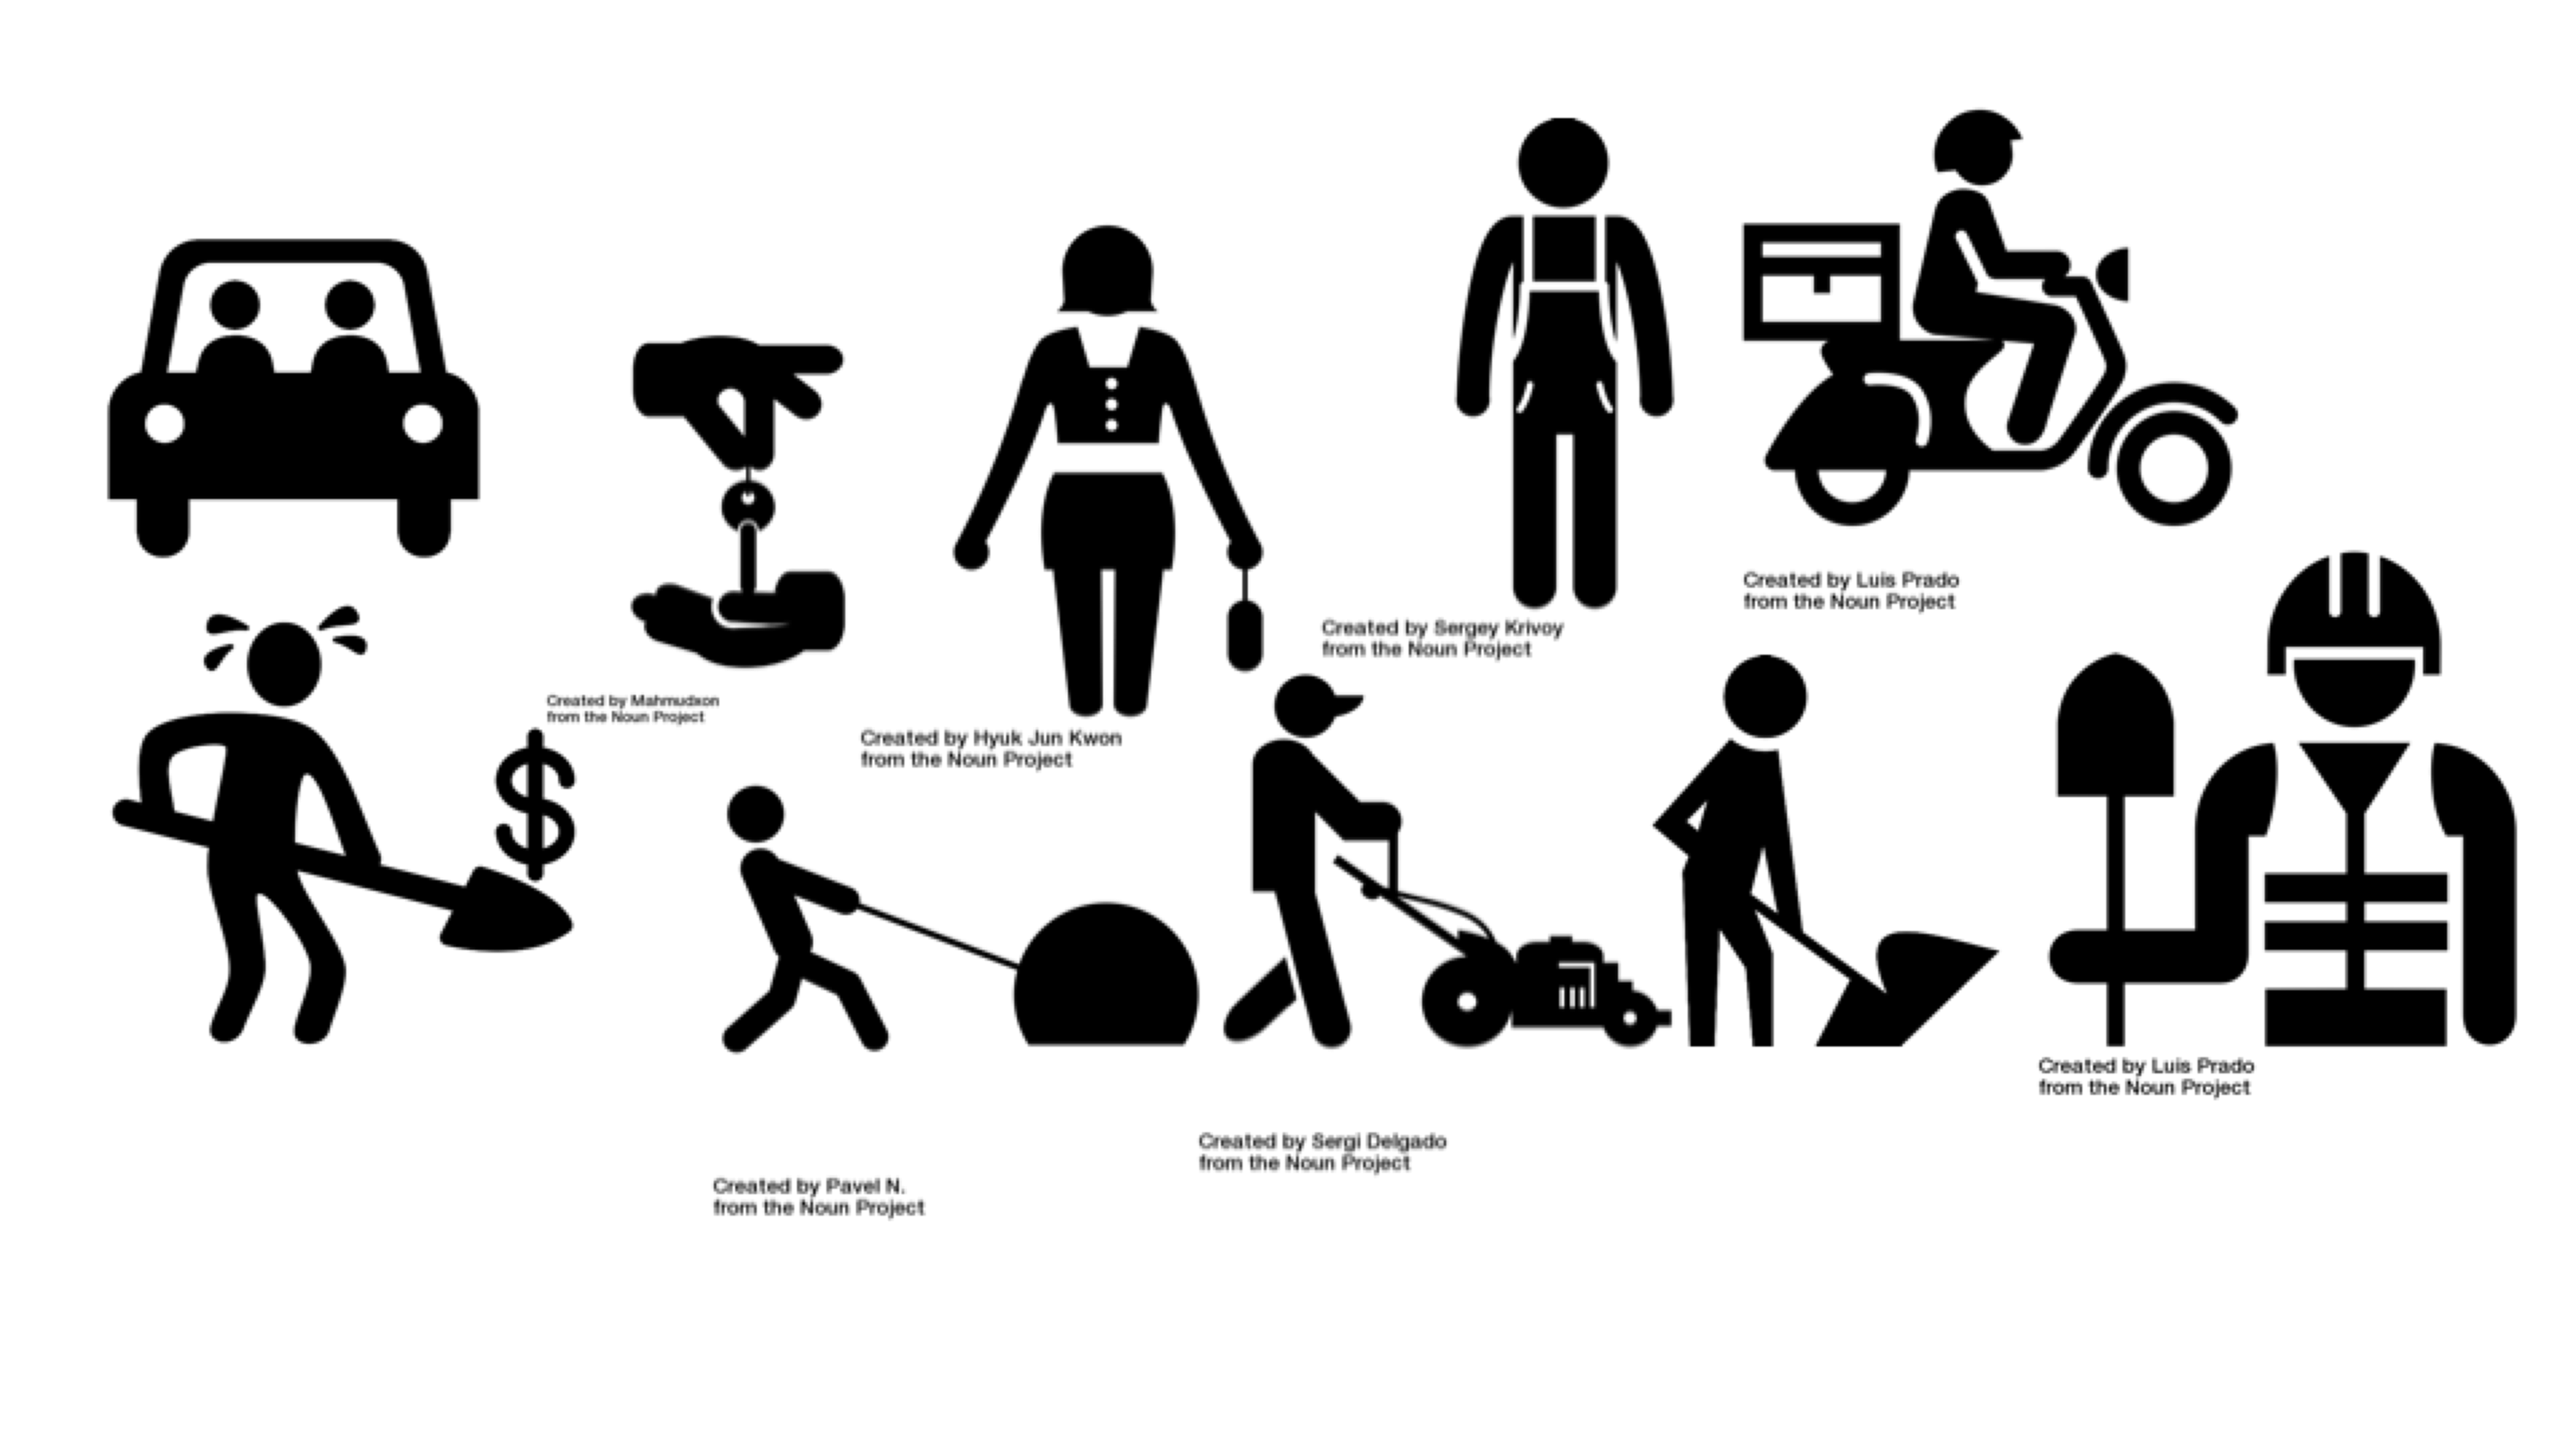 Created by Luis Prado
from the Noun Project
Created by Sergey Krivoy
from the Noun Project
Created by Mahmudxon
from the Noun Project
Created by Hyuk Jun Kwon
from the Noun Project
Created by Luis Prado
from the Noun Project
Created by Sergi Delgado
from the Noun Project
Created by Pavel N.
from the Noun Project